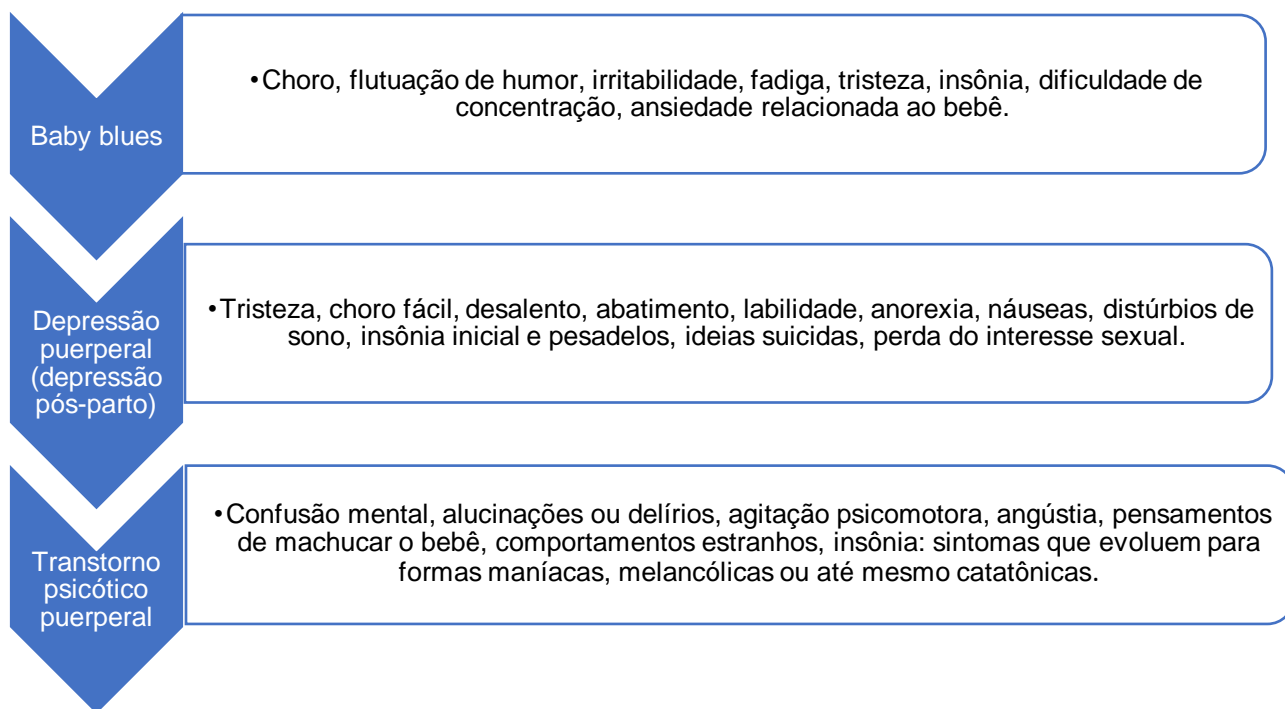 Baby blues
•Choro, flutuação de humor, irritabilidade, fadiga, tristeza, insônia, dificuldade de
concentração, ansiedade relacionada ao bebê.
Depressão
puerperal
(depressão
pós-parto)
•Tristeza, choro fácil, desalento, abatimento, labilidade, anorexia, náuseas, distúrbios de
sono, insônia inicial e pesadelos, ideias suicidas, perda do interesse sexual.
Transtorno
psicótico
puerperal
•Confusão mental, alucinações ou delírios, agitação psicomotora, angústia, pensamentos
de machucar o bebê, comportamentos estranhos, insônia: sintomas que evoluem para
formas maníacas, melancólicas ou até mesmo catatônicas.